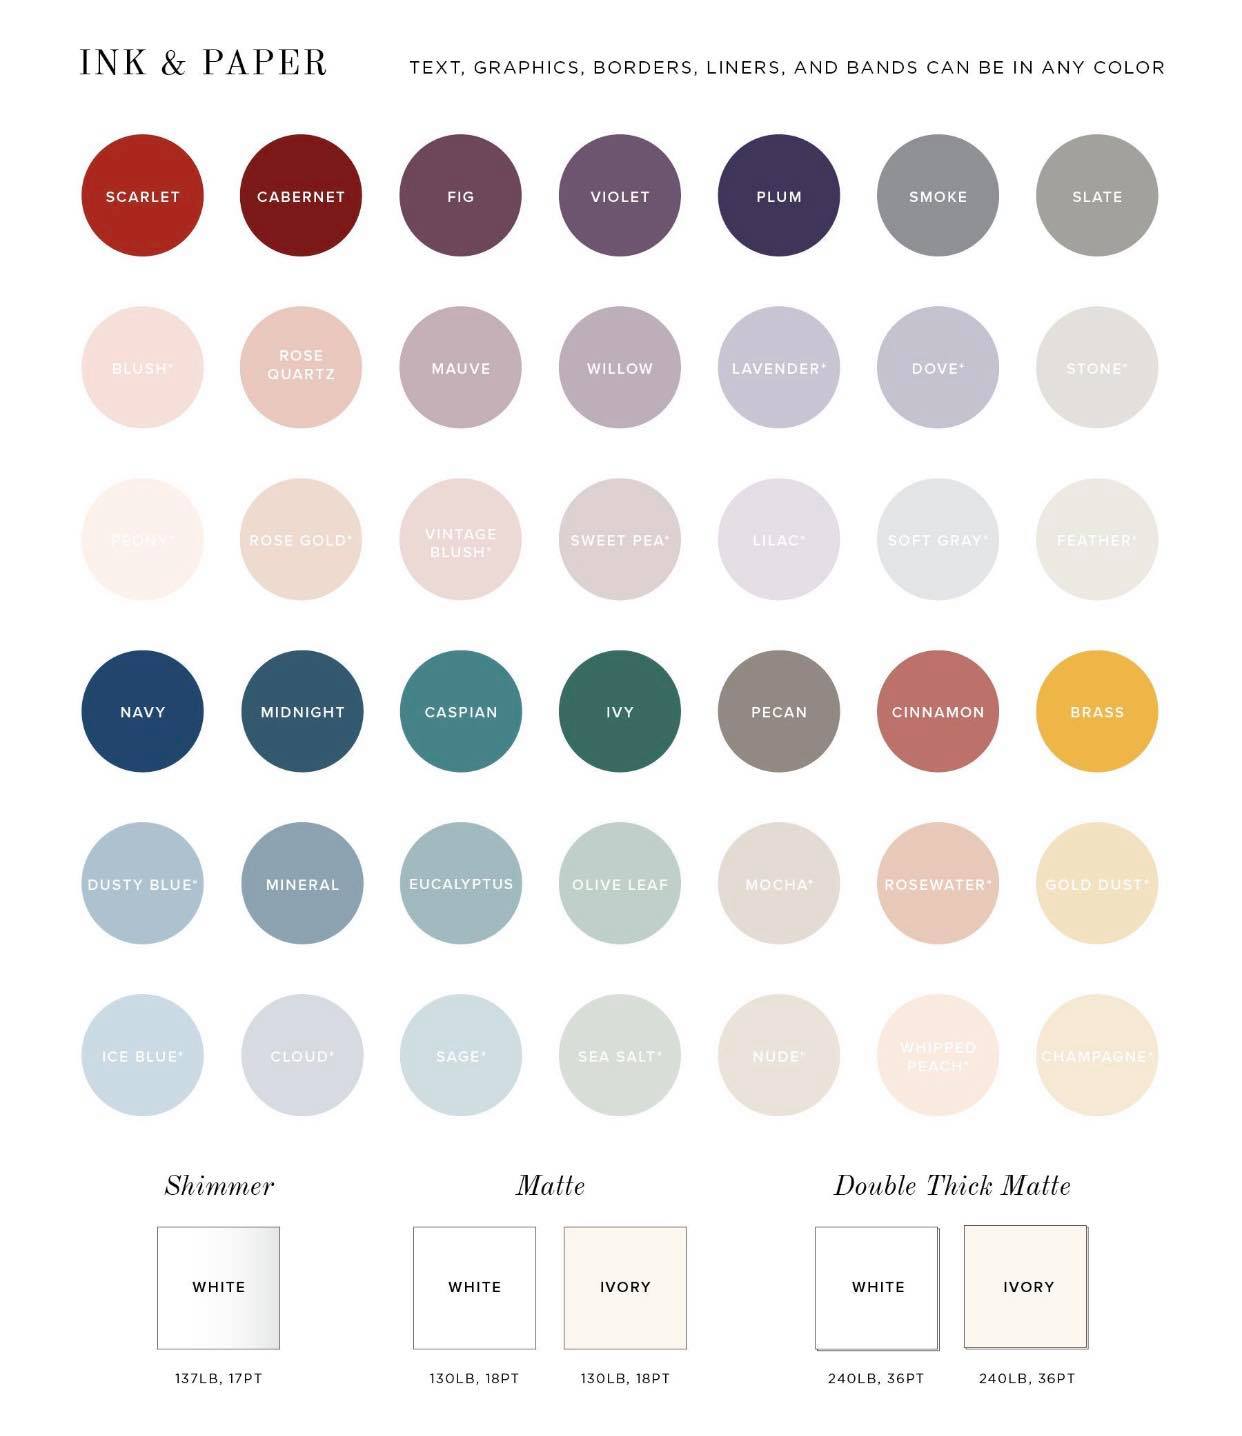 INK & PAPER
TEXT, GRAPHICS, BORDERS, LINERS, AND BANDS CAN BE IN ANY COLOR
SCARLET
CABERNET
FIG
VIOLET
PLUM
SMOKE
SLATE
BLUSH*
ROSE
QUARTZ
MAUVE
WILLOW
LAVENDER*
DOVE*
STONE*
PEONY*
ROSE GOLD*
VINTAGE
BLUSH*
SWEET PEA*
LILAC*
SOFT GRAY*
FEATHER*
NAVY
MIDNIGHT
CASPIAN
IVY
PECAN
CINNAMON
BRASS
DUSTY BLUE*
MINERAL
EUCALYPTUS
OLIVE LEAF
MOCHA*
ROSEWATER*
GOLD DUST*
ICE BLUE*
CLOUD*
SAGE*
SEA SALT*
NUDE*
WHIPPED
PEACH*
CHAMPAGNE*
Shimmer
Matte
Double Thick Matte
WHITE
WHITE
IVORY
WHITE
IVORY
137LB, 17PT
130LB, 18PT
130LB, 18PT
240LB, 36PT
240LB, 36PT